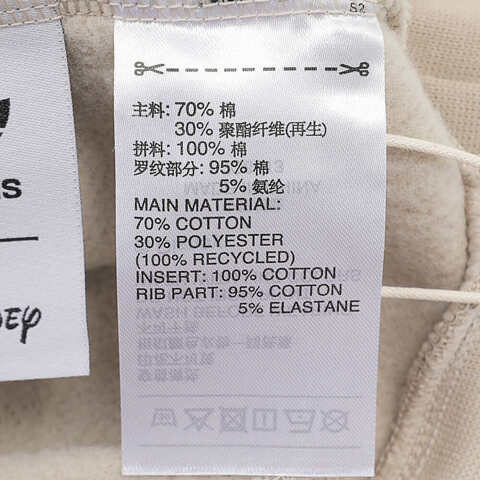 S2
主料: 70% 棉
30% 聚酯纤维(再生)
拼料: 100% 棉
罗纹部分: 95% 棉
5% 氨纶
MAIN MATERIAL:
70% COTTON
30% POLYESTER
(100% RECYCLED)
INSERT: 100% COTTON
RIB PART: 95% COTTON
5% ELASTANE